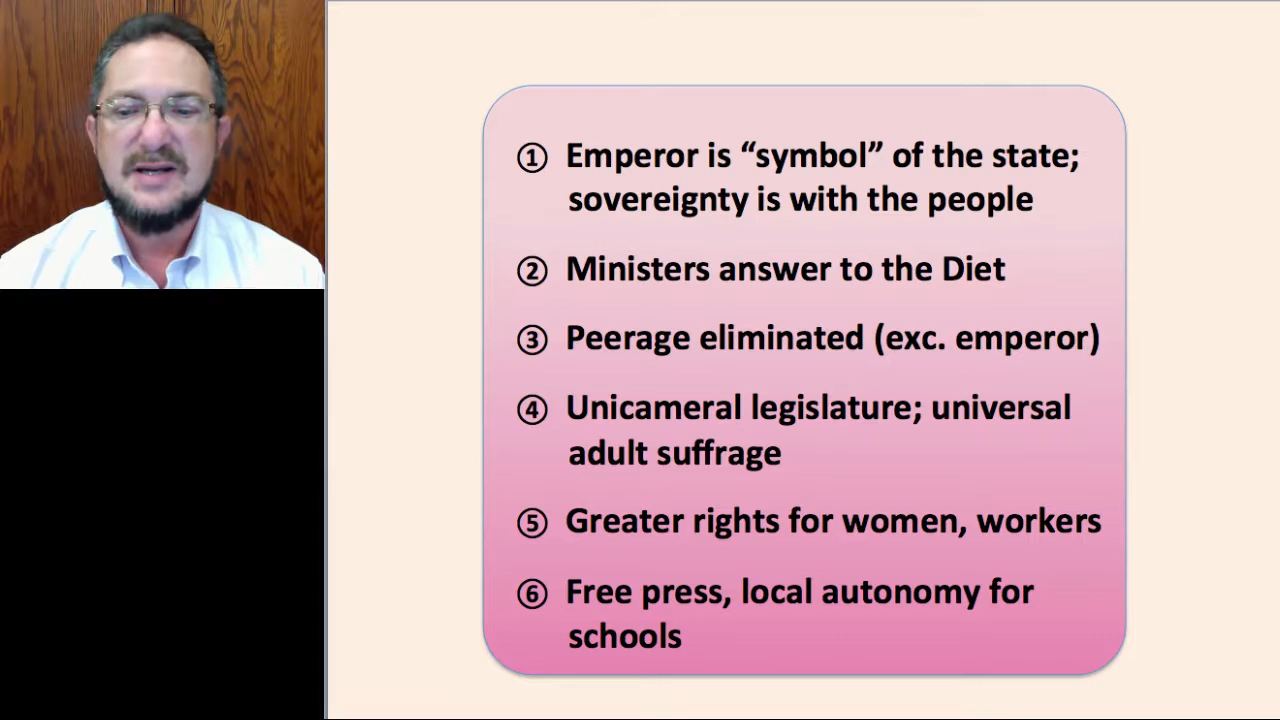 ① Emperor is “symbol” of the state;
sovereignty is with the people
② Ministers answer to the Diet
③ Peerage eliminated (exc. emperor)
④ Unicameral legislature; universal
adult suffrage
⑤ Greater rights for women, workers
⑥ Free press, local autonomy for
schools